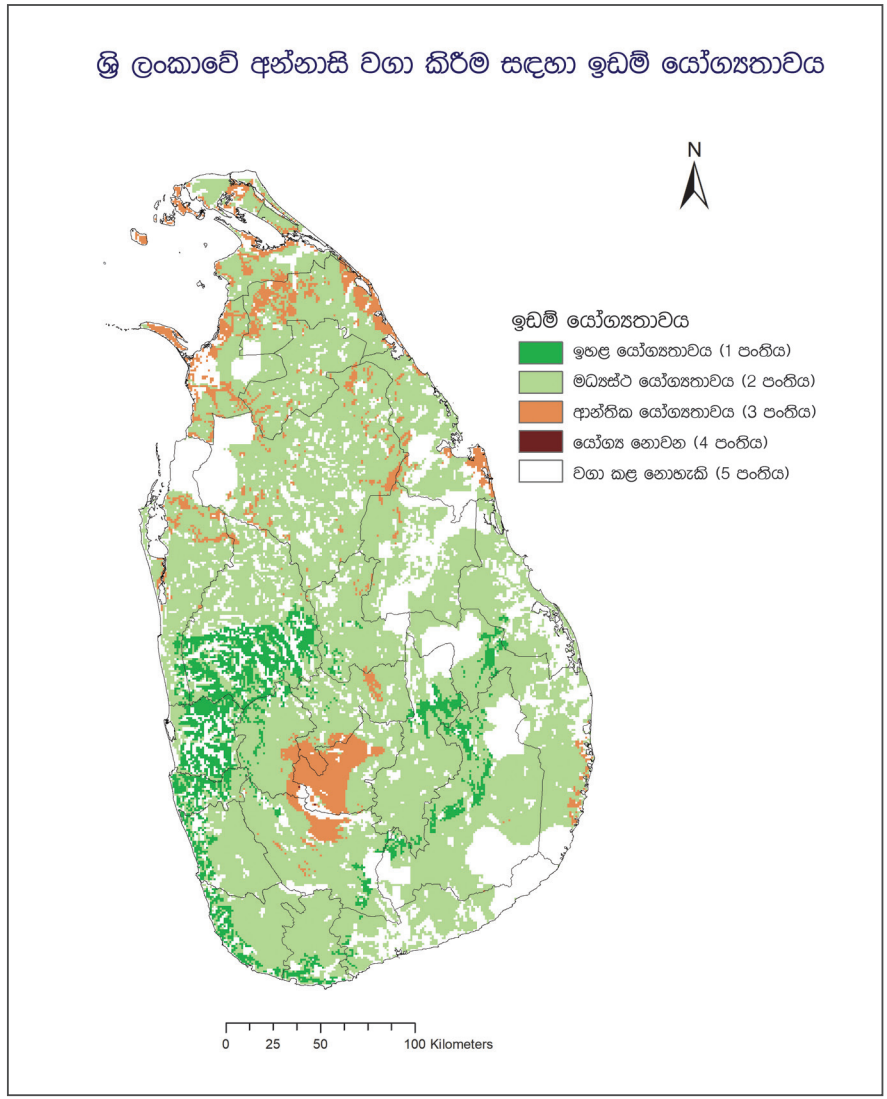 ශ්‍රි ලංකාවේ අන්නාසි වගා කිරීම සඳහා ඉඩම් යෝග්‍යතාවය
N
ඉඩම් යෝග්‍යතාවය
ඉහළ යෝග්‍යතාවය (1 පංතිය)
මධ්‍යස්ථ යෝග්‍යතාවය (2 පංතිය)
ආන්තික යෝග්‍යතාවය (3 පංතිය)
යෝග්‍ය නොවන (4 පංතිය)
වගා කළ නොහැකි (5 පංතිය)
0 25 50 100 Kilometers